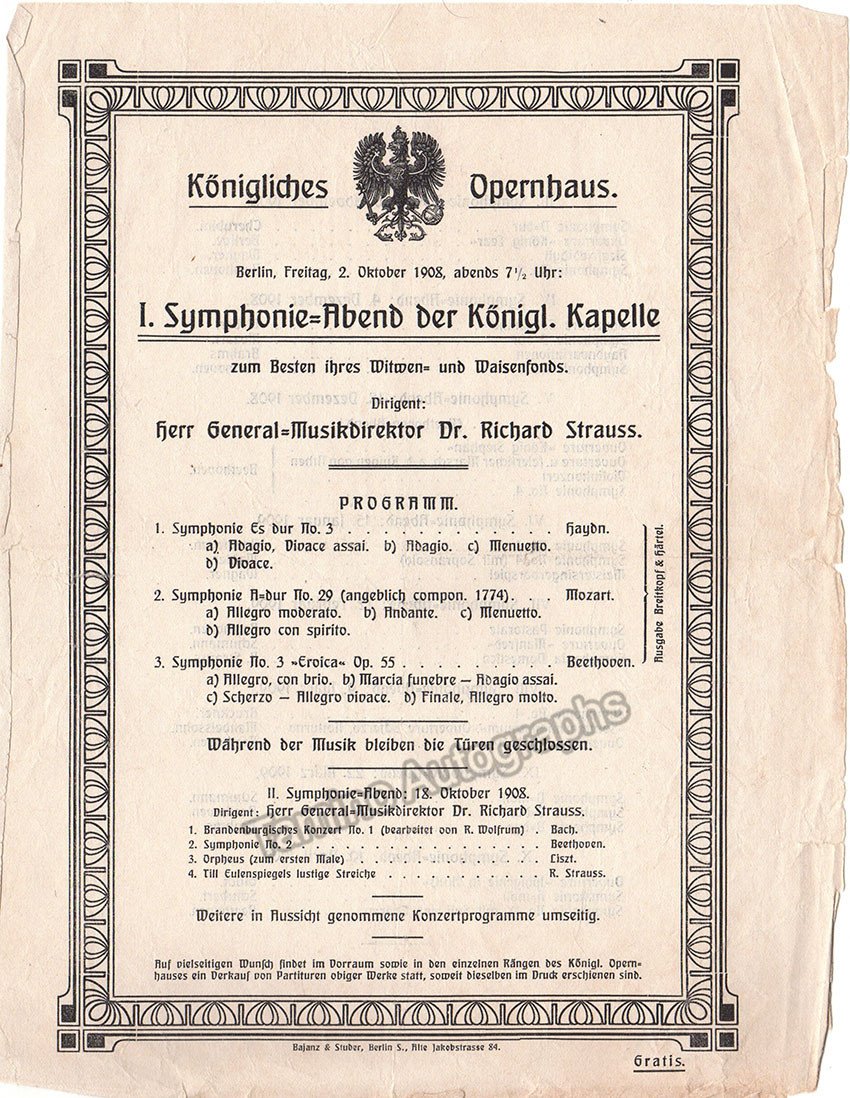 Königliches Opernhaus.
Berlin, Freitag, 2. Oktober 1908, abends 7 1/2 Uhr:
I. Symphonie=Abend der Königl. Kapelle
zum Besten ihres Witwen= und Waisenfonds.
Dirigent:
Herr General=Musikdirektor Dr. Richard Strauss.
PROGRAMM.
1. Symphonie Es dur No. 3 . . . . . . . . . . . Haydn.
a) Adagio, Vivace assai. b) Adagio. c) Menuetto.
d) Vivace.
2. Symphonie A=dur No. 29 (angeblich compon. 1774). . . Mozart.
a) Allegro moderato. b) Andante. c) Menuetto.
d) Allegro con spirito.
3. Symphonie No. 3 »Eroica« Op. 55 . . . . . . . Beethoven.
a) Allegro, con brio. b) Marcia funebre — Adagio assai.
c) Scherzo — Allegro vivace. d) Finale, Allegro molto.
Ausgabe Breitkopf & Härtel.
Während der Musik bleiben die Türen geschlossen.
II. Symphonie=Abend: 18. Oktober 1908.
Dirigent: Herr General=Musikdirektor Dr. Richard Strauss.
1. Brandenburgisches Konzert No. 1 (bearbeitet von R. Wolfrum) . . Bach.
2. Symphonie No. 2 . . . . . . . . . . . . . . Beethoven.
3. Orpheus (zum ersten Male) . . . . . . . . . . . Liszt.
4. Till Eulenspiegels lustige Streiche . . . . . . . . . R. Strauss.
Weitere in Aussicht genommene Konzertprogramme umseitig.
Auf vielseitigen Wunsch findet im Vorraum sowie in den einzelnen Rängen des Königl. Opern=
hauses ein Verkauf von Partituren obiger Werke statt, soweit dieselben im Druck erschienen sind.
Bajanz & Studer, Berlin S., Alte Jakobstrasse 84.
Gratis.
Tamino Autographs